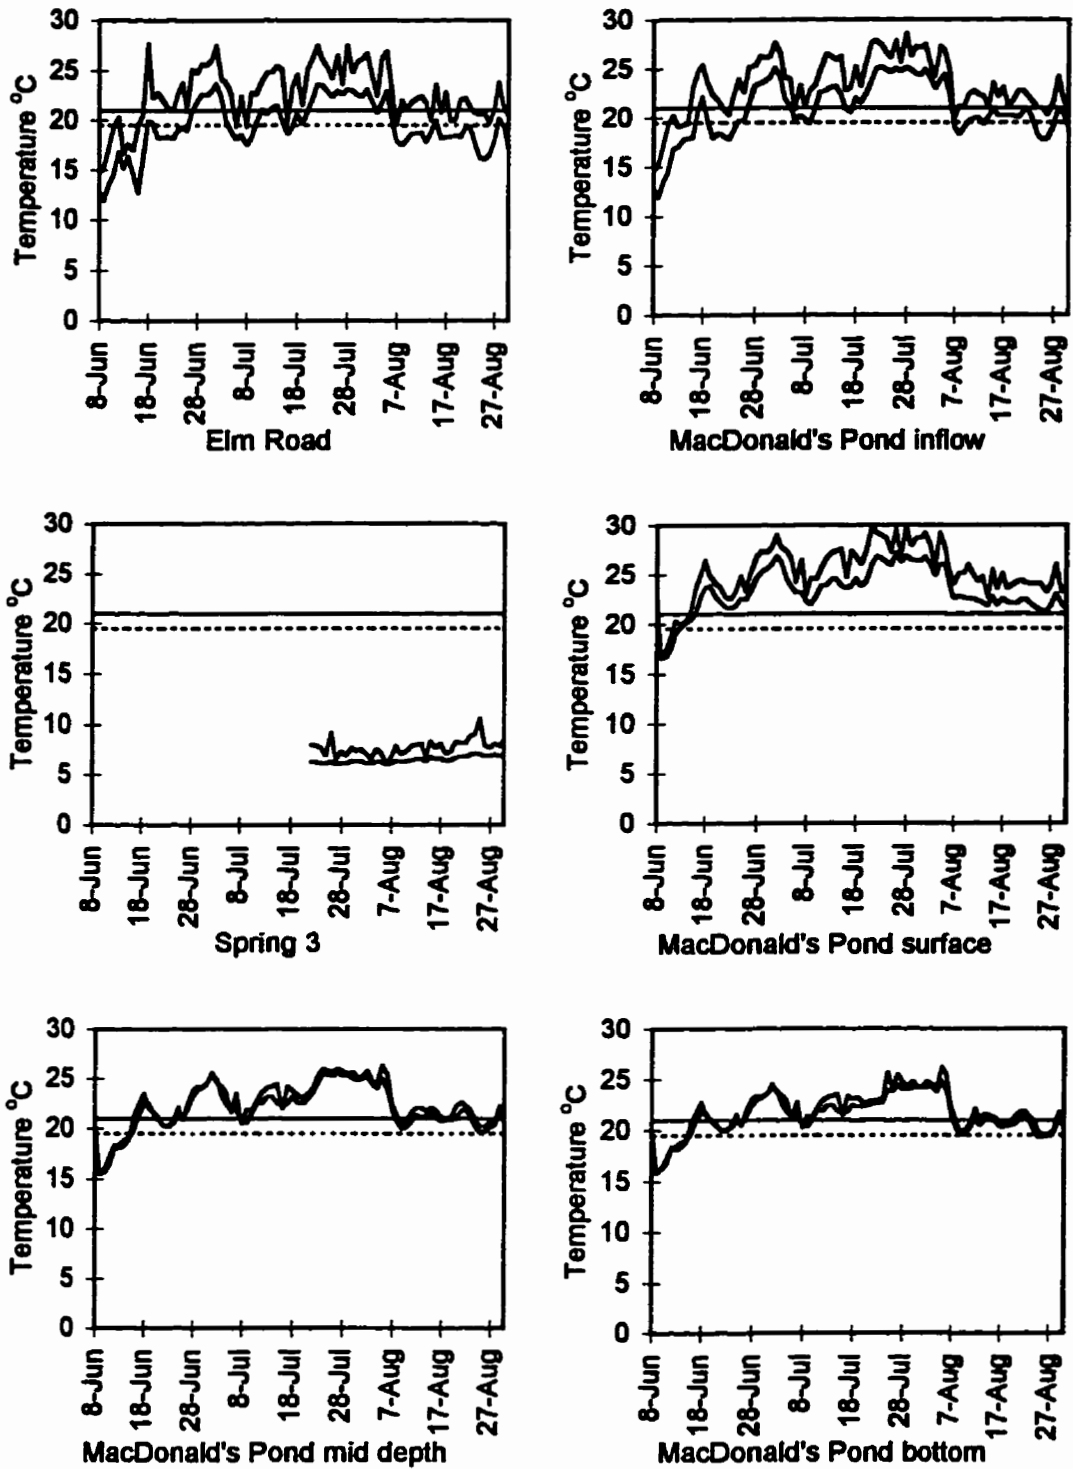 30
25
20
15
10
5
0
Temperature °C
8-Jun
18-Jun
28-Jun
8-Jul
18-Jul
28-Jul
7-Aug
17-Aug
27-Aug
Elm Road
30
25
20
15
10
5
0
Temperature °C
8-Jun
18-Jun
28-Jun
8-Jul
18-Jul
28-Jul
7-Aug
17-Aug
27-Aug
MacDonald's Pond inflow
30
25
20
15
10
5
0
Temperature °C
8-Jun
18-Jun
28-Jun
8-Jul
18-Jul
28-Jul
7-Aug
17-Aug
27-Aug
Spring 3
30
25
20
15
10
5
0
Temperature °C
8-Jun
18-Jun
28-Jun
8-Jul
18-Jul
28-Jul
7-Aug
17-Aug
27-Aug
MacDonald's Pond surface
30
25
20
15
10
5
0
Temperature °C
8-Jun
18-Jun
28-Jun
8-Jul
18-Jul
28-Jul
7-Aug
17-Aug
27-Aug
MacDonald's Pond mid depth
30
25
20
15
10
5
0
Temperature °C
8-Jun
18-Jun
28-Jun
8-Jul
18-Jul
28-Jul
7-Aug
17-Aug
27-Aug
MacDonald's Pond bottom